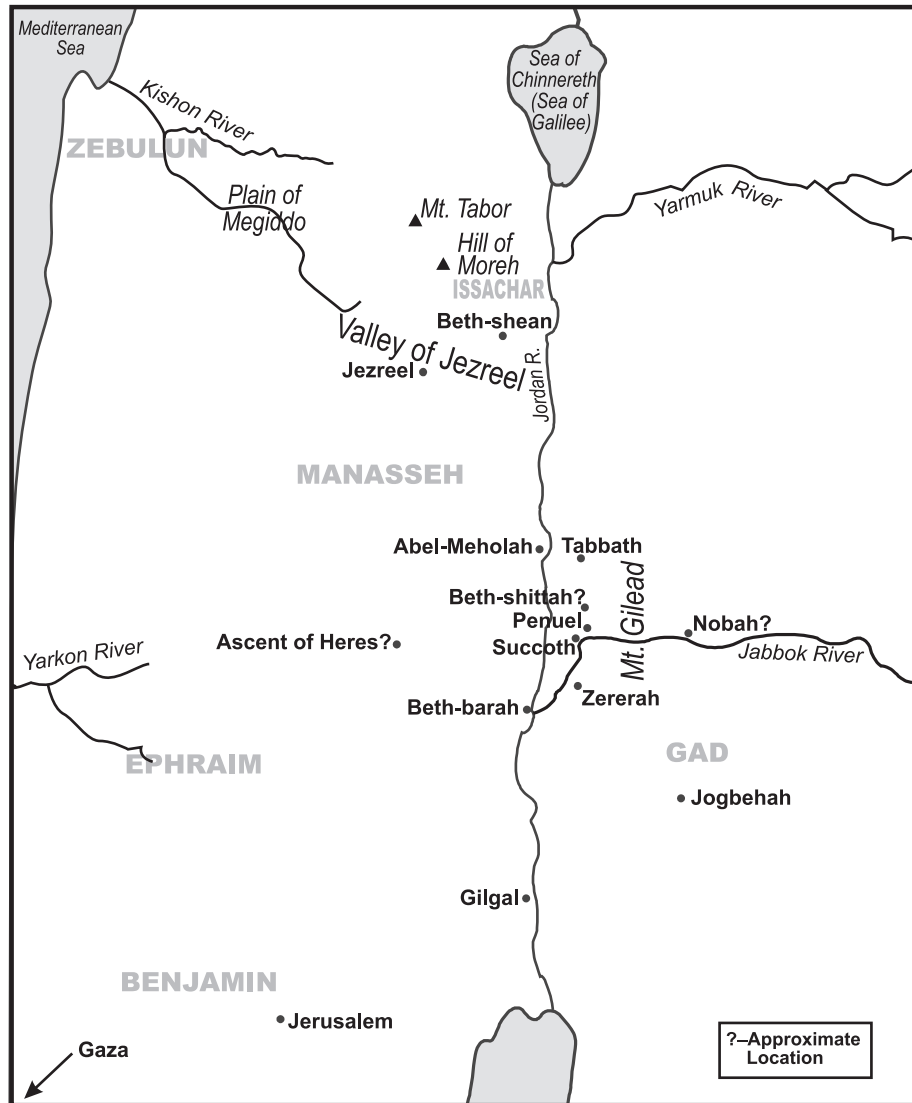 Mediterranean
Sea
Sea of
Chinnereth
(Sea of
Galilee)
Kishon River
ZEBULUN
Plain of
Megiddo
Mt. Tabor
Yarmuk River
Hill of
Moreh
ISSACHAR
Beth-shean
Valley of Jezreel
Jezreel
Jordan R.
MANASSEH
Abel-Meholah
Tabbath
Mt. Gilead
Beth-shittah?
Penuel
Nobah?
Ascent of Heres?
Succoth
Jabbok River
Yarkon River
Zererah
Beth-barah
EPHRAIM
GAD
Jogbehah
Gilgal
BENJAMIN
Jerusalem
Gaza
?–Approximate
Location